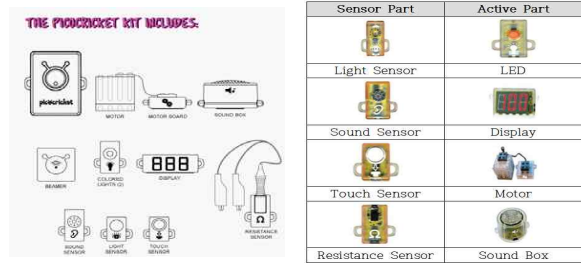 THE PICOCRICKET KIT INCLUDES:
picocricket
MOTOR
MOTOR BOARD
SOUND BOX
BEAMER
COLORED
LIGHTS (2)
888
DISPLAY
SOUND
SENSOR
LIGHT
SENSOR
TOUCH
SENSOR
RESISTANCE
SENSOR
Sensor Part Active Part
Light Sensor LED
Sound Sensor Display
Touch Sensor Motor
Resistance Sensor Sound Box